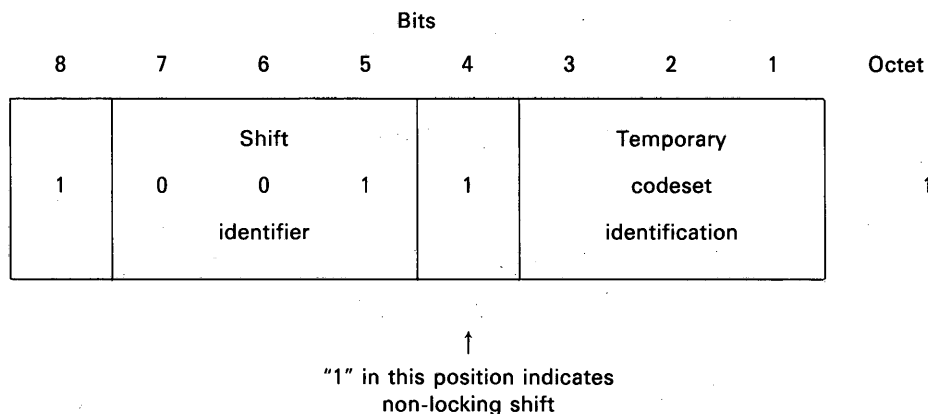 Bits
8 7 6 5 4 3 2 1 Octet
Shift Temporary
1 0 0 1 1 codeset 1
identifier identification
↑
"1" in this position indicates
non-locking shift